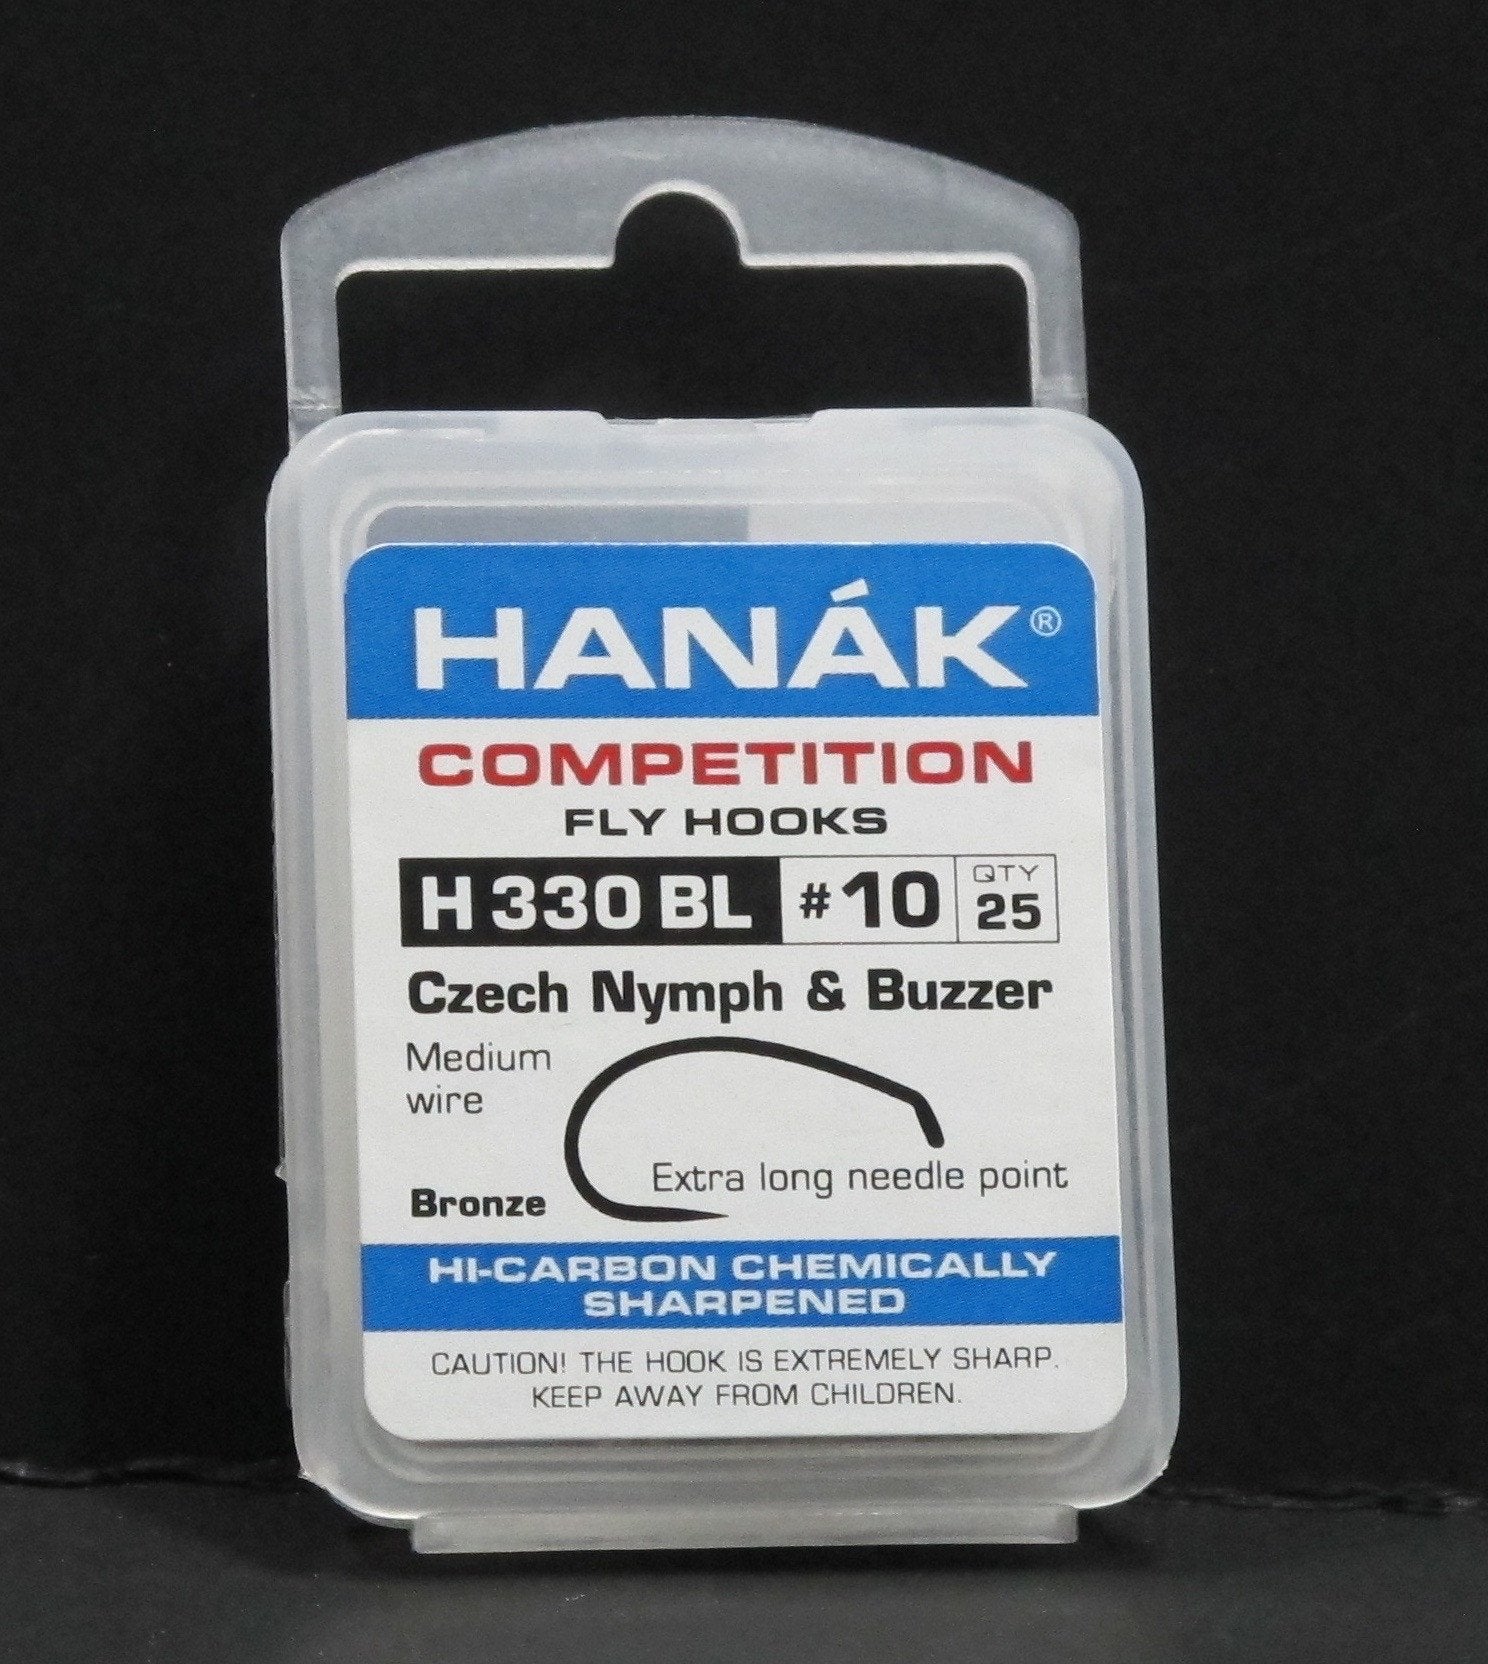 HANÁK®
COMPETITION
FLY HOOKS
H 330 BL #10 QTY 25
Czech Nymph & Buzzer
Medium
wire
Extra long needle point
Bronze
HI-CARBON CHEMICALLY
SHARPENED
CAUTION! THE HOOK IS EXTREMELY SHARP.
KEEP AWAY FROM CHILDREN.